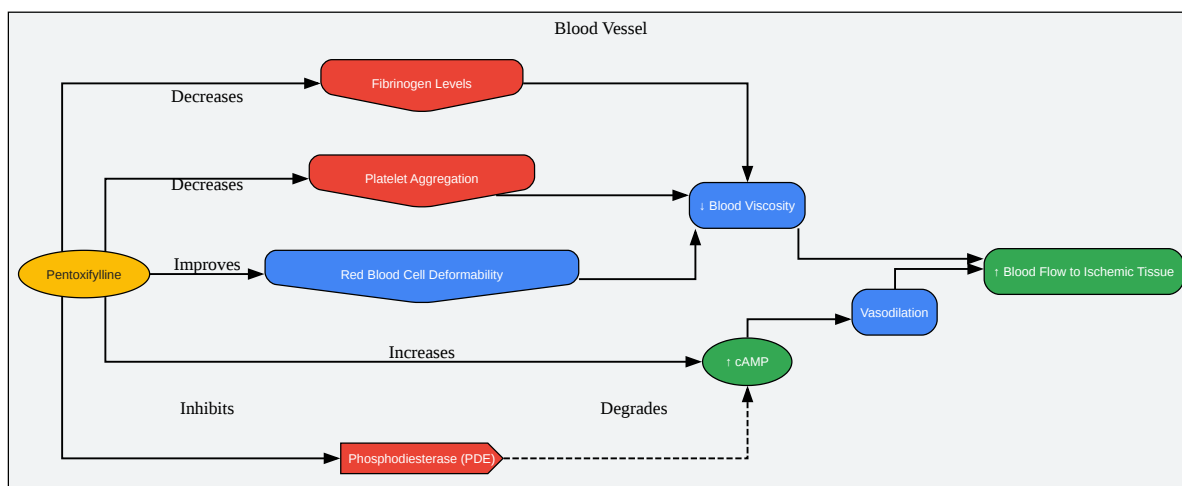 Blood Vessel
Fibrinogen Levels
Decreases
Platelet Aggregation
Decreases
↓ Blood Viscosity
Pentoxifylline
Improves
Red Blood Cell Deformability
↑ Blood Flow to Ischemic Tissue
Vasodilation
Increases
↑ cAMP
Inhibits
Degrades
Phosphodiesterase (PDE)